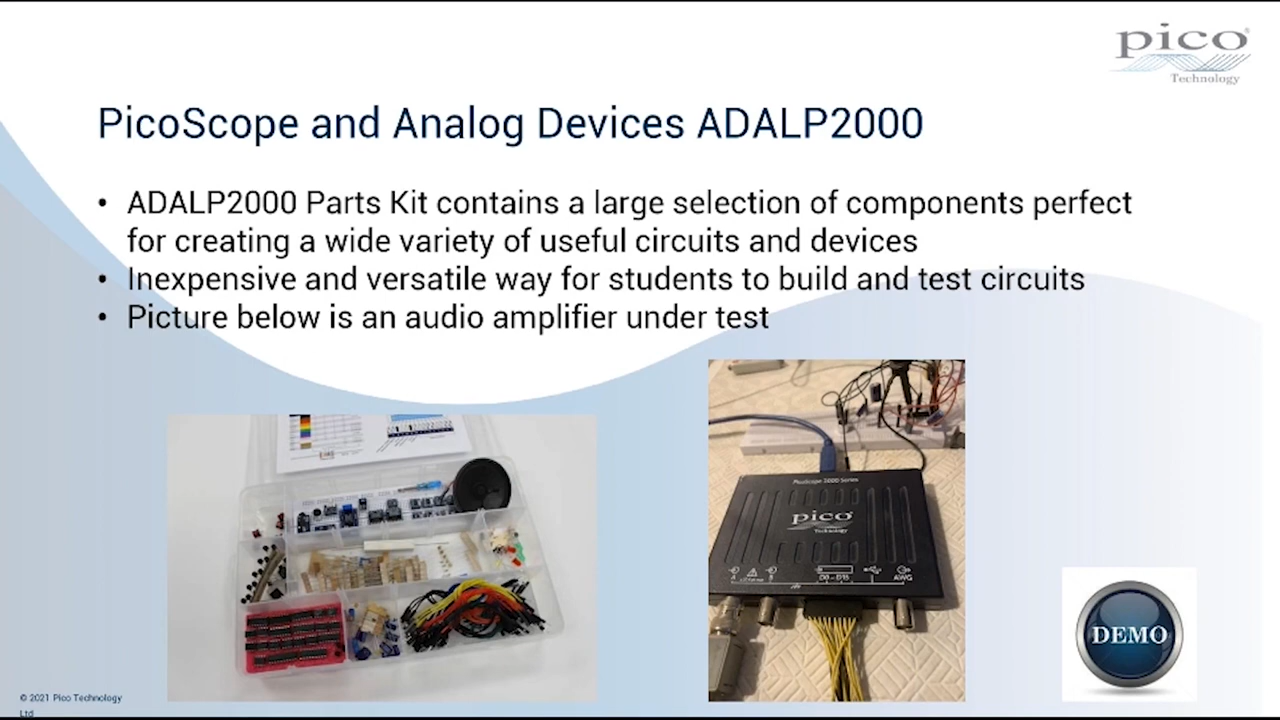 pico
Technology
PicoScope and Analog Devices ADALP2000
• ADALP2000 Parts Kit contains a large selection of components perfect
for creating a wide variety of useful circuits and devices
• Inexpensive and versatile way for students to build and test circuits
• Picture below is an audio amplifier under test
PicoScope 2000 Series
pico
Technology
A
B
D0 – D15
AWG
DEMO
© 2021 Pico Technology
Ltd